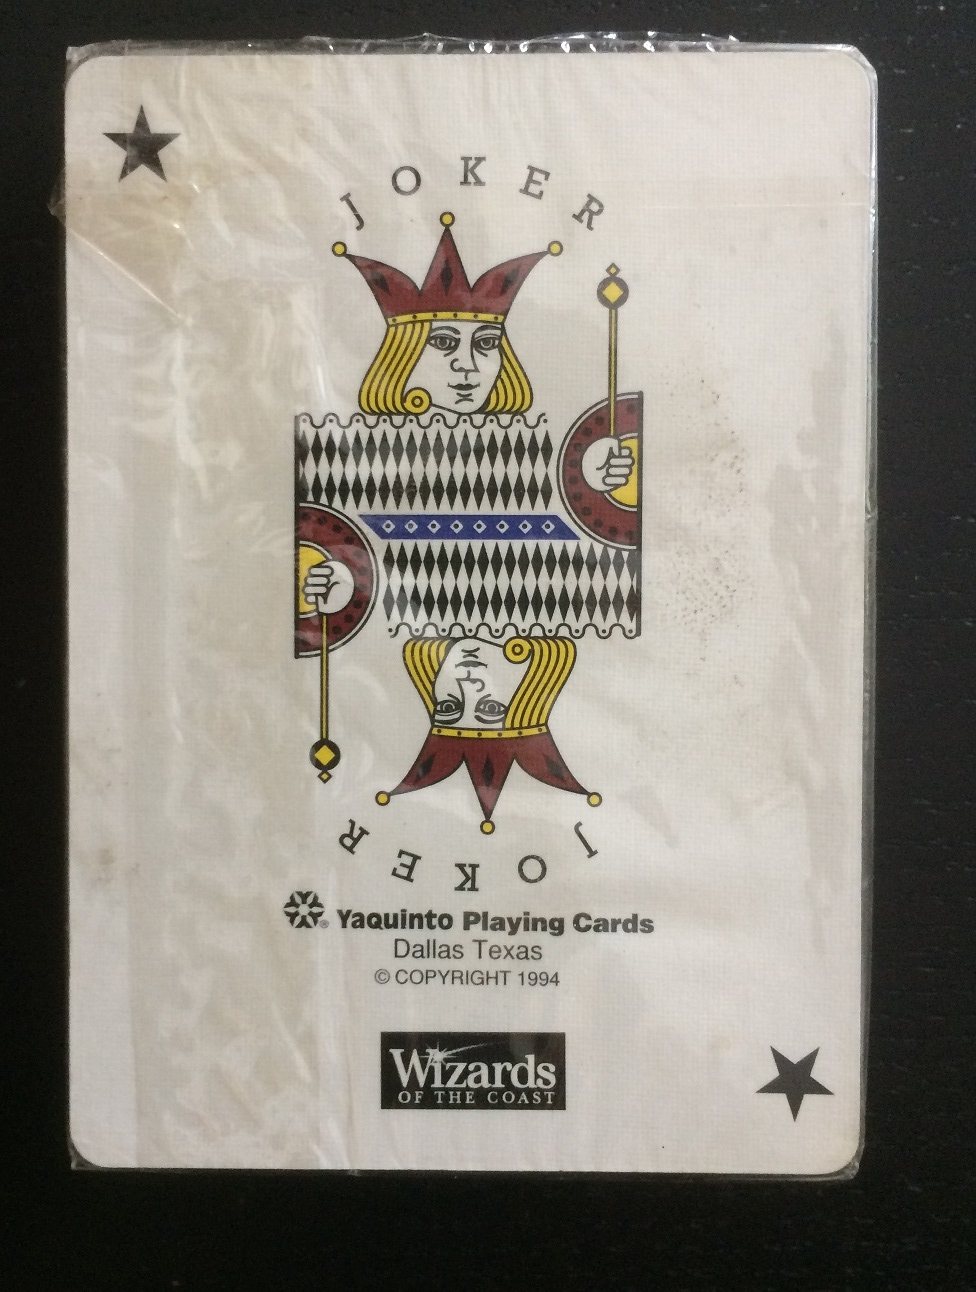 JOKER
JOKER
® Yaquinto Playing Cards
Dallas Texas
© COPYRIGHT 1994
Wizards
OF THE COAST